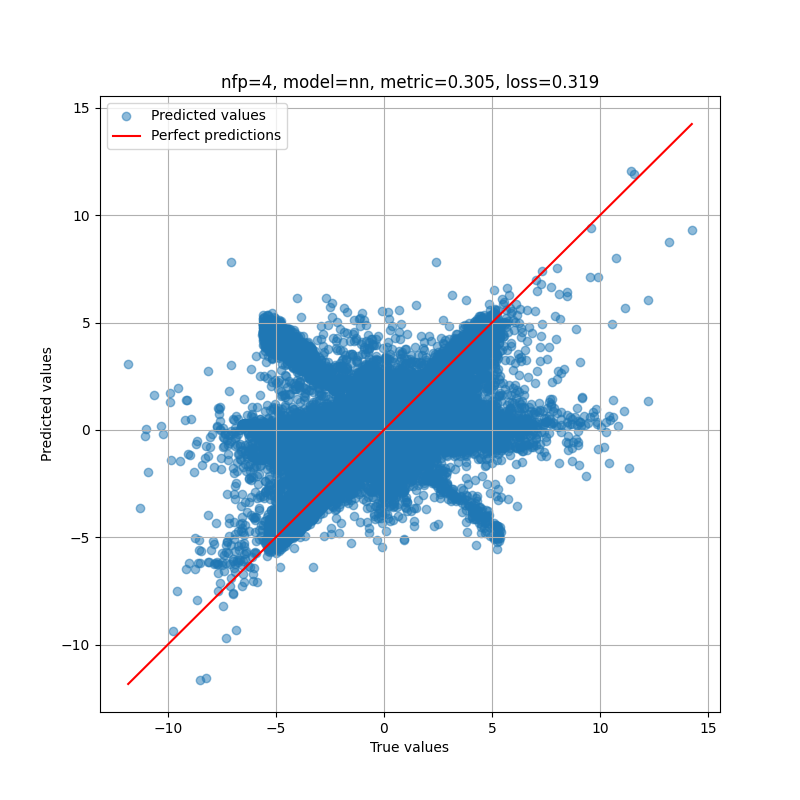 nfp=4, model=nn, metric=0.305, loss=0.319
Predicted values
Perfect predictions
15
10
5
0
−5
−10
Predicted values
−10
−5
0
5
10
15
True values